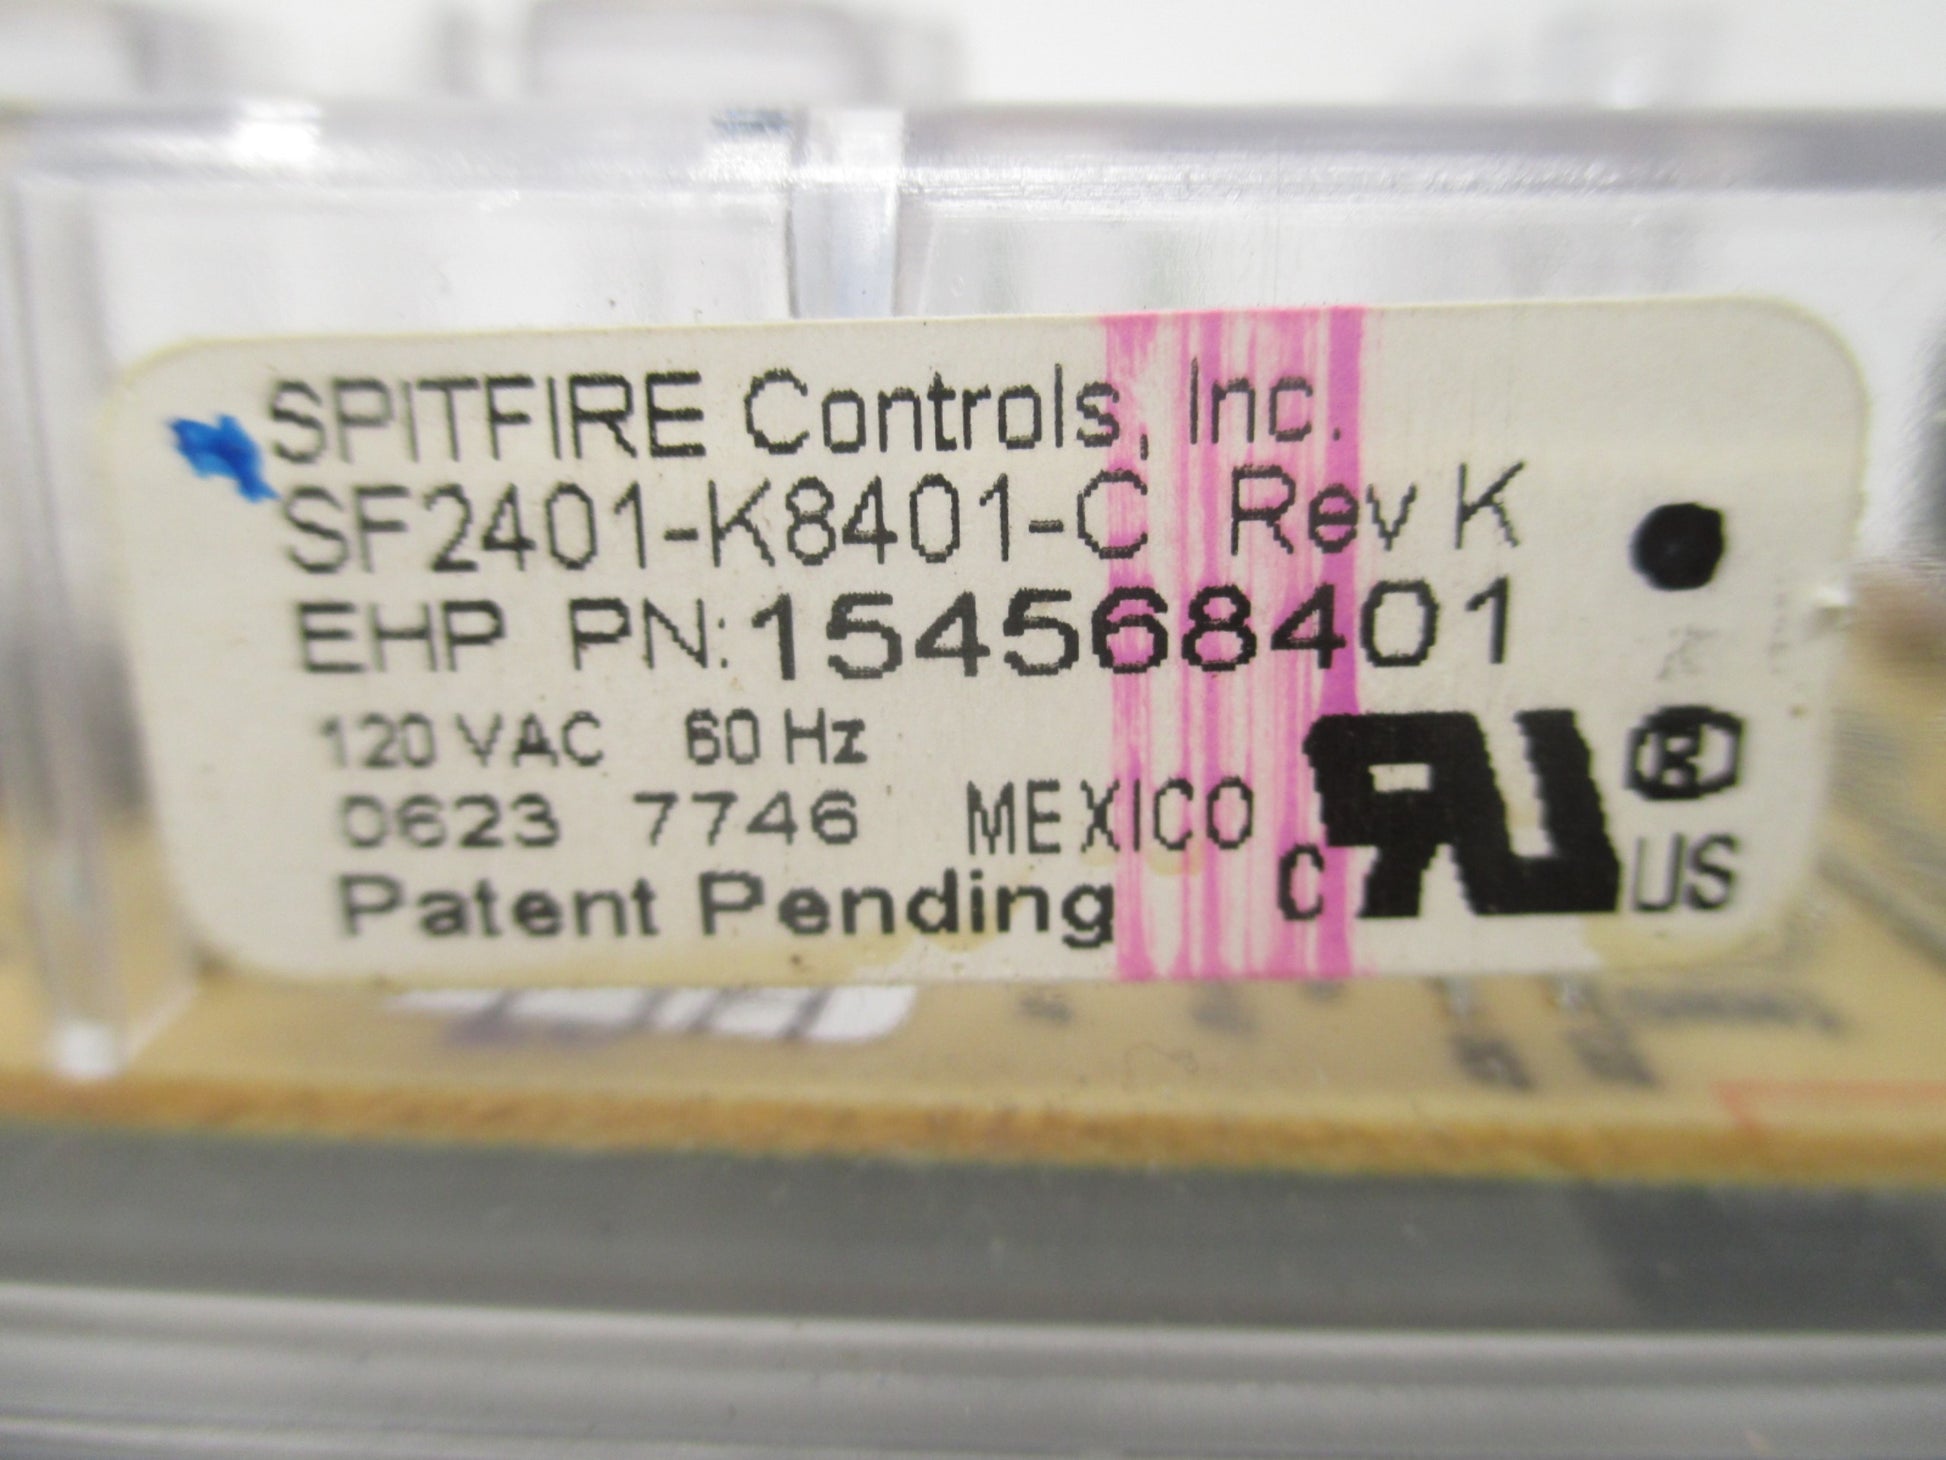 SPITFIRE Controls, Inc.
SF2401-K8401-C Rev K
EHP PN: 154568401
120 VAC 60 Hz
0623 7746 MEXICO
Patent Pending
c RU ® US